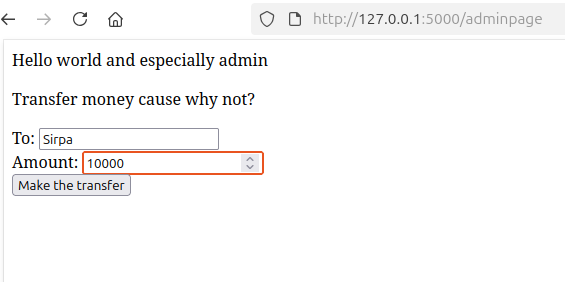 http://127.0.0.1:5000/adminpage
Hello world and especially admin
Transfer money cause why not?
To: Sirpa
Amount: 10000
Make the transfer